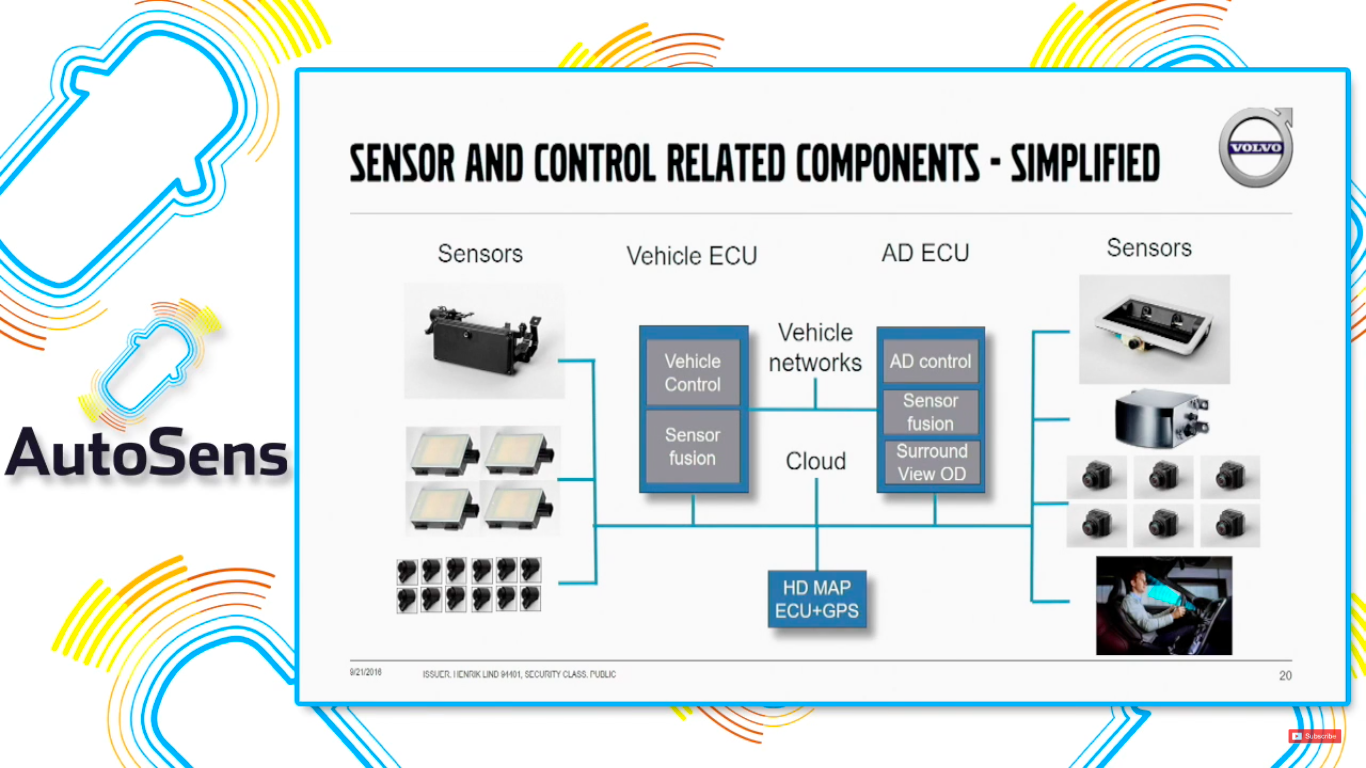 SENSOR AND CONTROL RELATED COMPONENTS - SIMPLIFIED
VOLVO
Sensors
Vehicle ECU
AD ECU
Sensors
Vehicle
networks
Vehicle
Control
Sensor
fusion
AD control
Sensor
fusion
Surround
View OD
Cloud
HD MAP
ECU+GPS
AutoSens
9/21/2016
ISSUER: HENRIK LIND 94401, SECURITY CLASS. PUBLIC
20
Subscribe